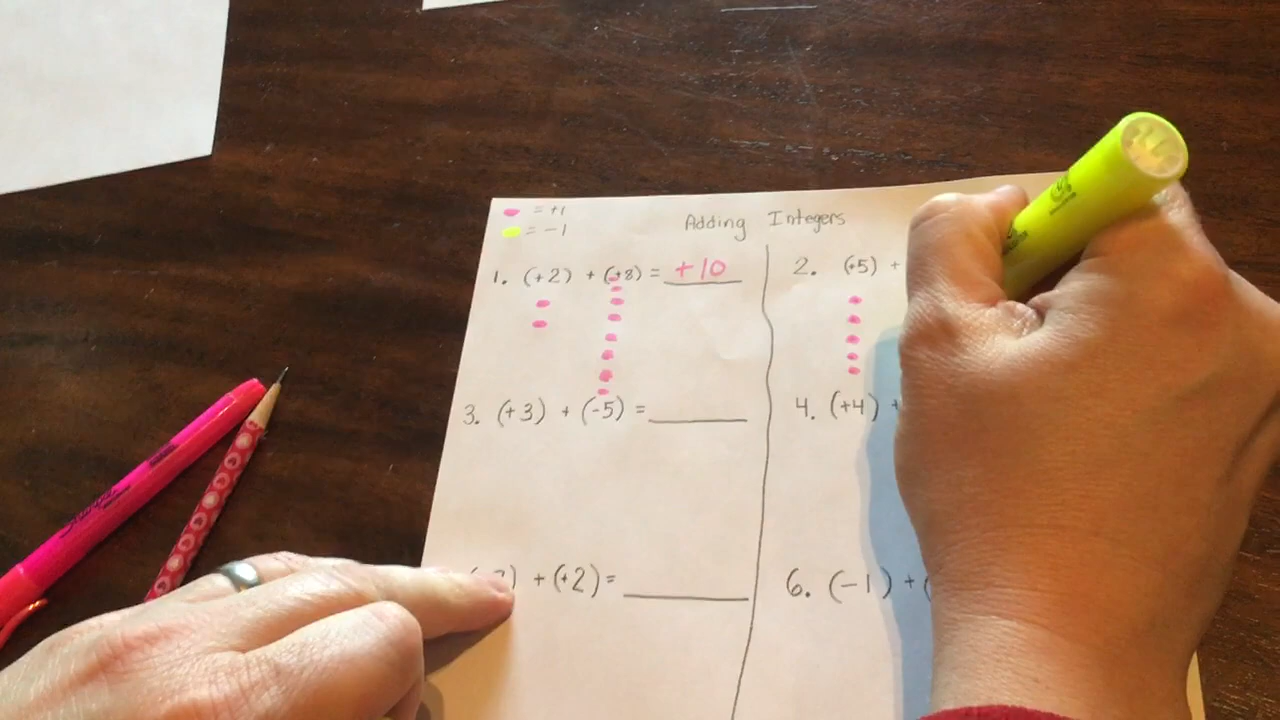 = +1
= -1
Adding Integers
1. (+2) + (+8) = +10
2. (+5) +
3. (+3) + (-5) =
4. (+4) +
) + (+2) =
6. (-1) + (